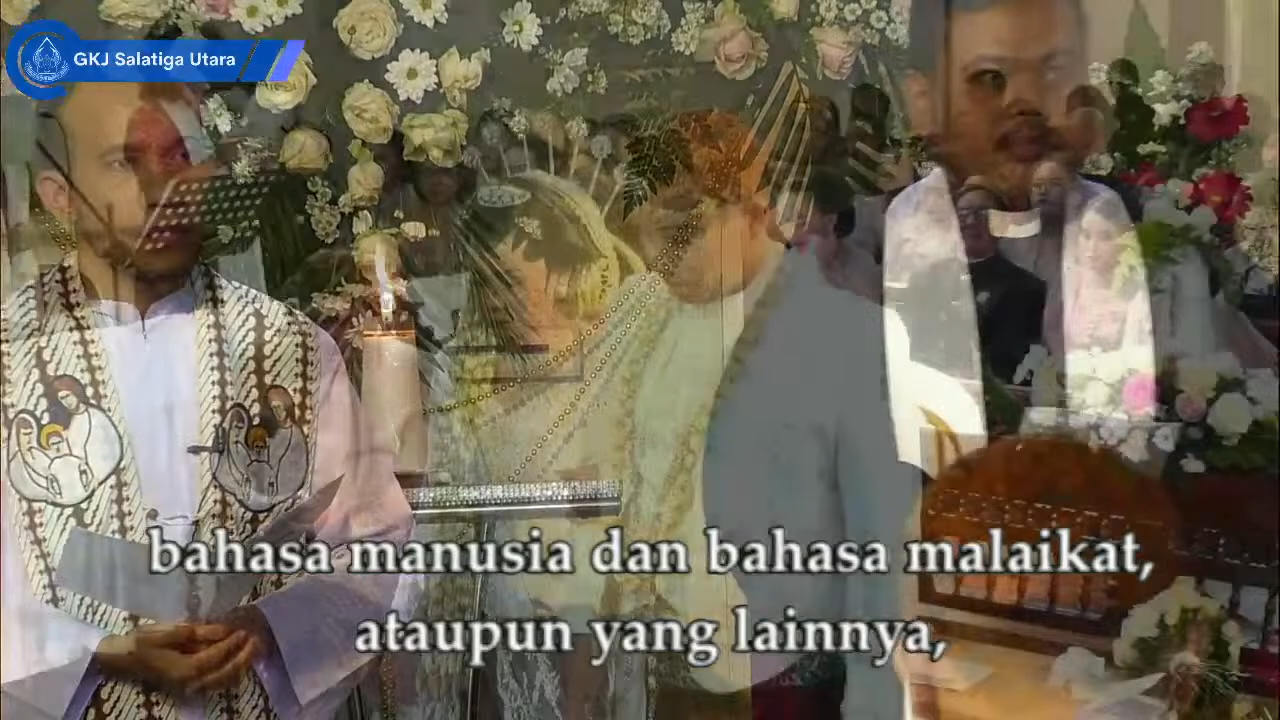 GKJ Salatiga Utara
bahasa manusia dan bahasa malaikat,
ataupun yang lainnya,